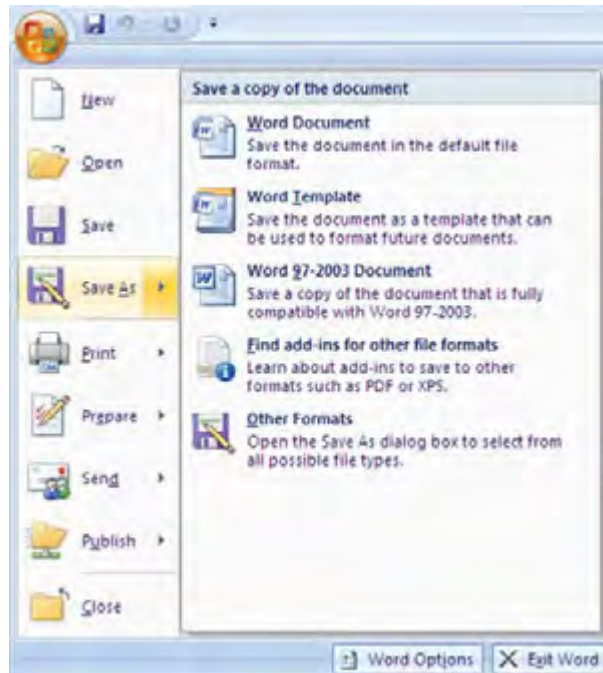 New
Open
Save
Save As
Print
Prepare
Send
Publish
Close
Save a copy of the document
Word Document
Save the document in the default file
format.
Word Template
Save the document as a template that can
be used to format future documents.
Word 97-2003 Document
Save a copy of the document that is fully
compatible with Word 97-2003.
Find add-ins for other file formats
Learn about add-ins to save to other
formats such as PDF or XPS.
Other Formats
Open the Save As dialog box to select from
all possible file types.
Word Options
Exit Word